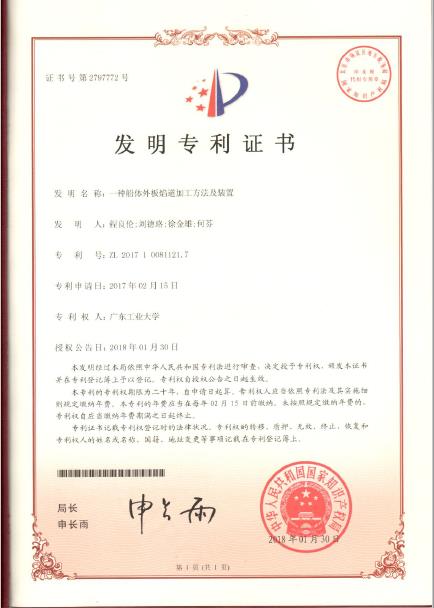 证书号第2797772号
发明专利证书
发明名称:一种船体外板焰道加工方法及装置
发明人:程良伦;刘德路;徐金雄;何芬
专利号:ZL 2017 1 0081121.7
专利申请日:2017年02月15日
专利权人:广东工业大学
授权公告日:2018年01月30日
本发明经过本局依照中华人民共和国专利法进行审查,决定授予专利权,颁发本证书
并在专利登记簿上予以登记。专利权自授权公告之日起生效。
本专利的专利权期限为二十年,自申请日起算。专利权人应当依照专利法及其实施细
则规定缴纳年费。本专利的年费应当在每年02月15日前缴纳。未按照规定缴纳年费的,
专利权自应当缴纳年费期满之日起终止。
专利证书记载专利权登记时的法律状况。专利权的转移、质押、无效、终止、恢复和
专利权人的姓名或名称、国籍、地址变更等事项记载在专利登记簿上。
局长
申长雨
申长雨
中华人民共和国国家知识产权局
2018年01月30日
第1页(共1页)